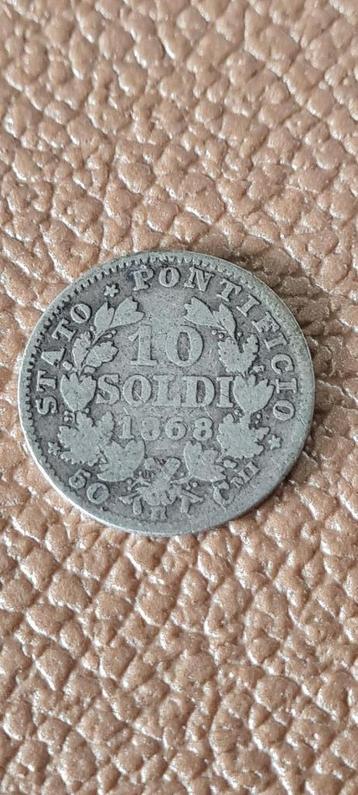 STATO * PONTIFICIO *
10
SOLDI
1868
50
R